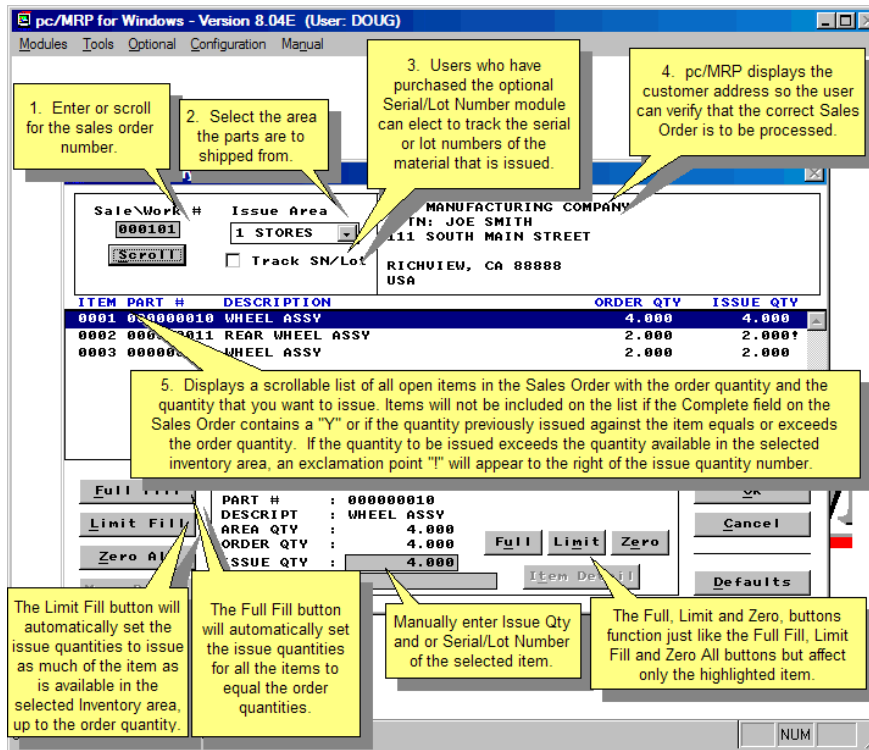 pc/MRP for Windows - Version 8.04E (User: DOUG)
Modules Tools Optional Configuration Manual
1. Enter or scroll
for the sales order
number.
2. Select the area
the parts are to
shipped from.
3. Users who have
purchased the optional
Serial/Lot Number module
can elect to track the serial
or lot numbers of the
material that is issued.
4. pc/MRP displays the
customer address so the user
can verify that the correct Sales
Order is to be processed.
Sale\Work # Issue Area
000101 1 STORES
Scroll Track SN/Lot
MANUFACTURING COMPANY
TN: JOE SMITH
111 SOUTH MAIN STREET
RICHVIEW, CA 88888
USA
ITEM PART # DESCRIPTION ORDER QTY ISSUE QTY
0001 000000010 WHEEL ASSY 4.000 4.000
0002 000000011 REAR WHEEL ASSY 2.000 2.000!
0003 WHEEL ASSY 2.000 2.000
5. Displays a scrollable list of all open items in the Sales Order with the order quantity and the
quantity that you want to issue. Items will not be included on the list if the Complete field on the
Sales Order contains a "Y" or if the quantity previously issued against the item equals or exceeds
the order quantity. If the quantity to be issued exceeds the quantity available in the selected
inventory area, an exclamation point "!" will appear to the right of the issue quantity number.
Full Fill
Limit Fill
Zero Al
PART # : 000000010
DESCRIPT : WHEEL ASSY
AREA QTY : 4.000
ORDER QTY : 4.000
ISSUE QTY : 4.000
Full Limit Zero
Item Detail
OK
Cancel
Defaults
The Limit Fill button will
automatically set the
issue quantities to issue
as much of the item as
is available in the
selected Inventory area,
up to the order quantity.
The Full Fill button
will automatically set
the issue quantities
for all the items to
equal the order
quantities.
Manually enter Issue Qty
and or Serial/Lot Number
of the selected item.
The Full, Limit and Zero, buttons
function just like the Full Fill, Limit
Fill and Zero All buttons but affect
only the highlighted item.
NUM